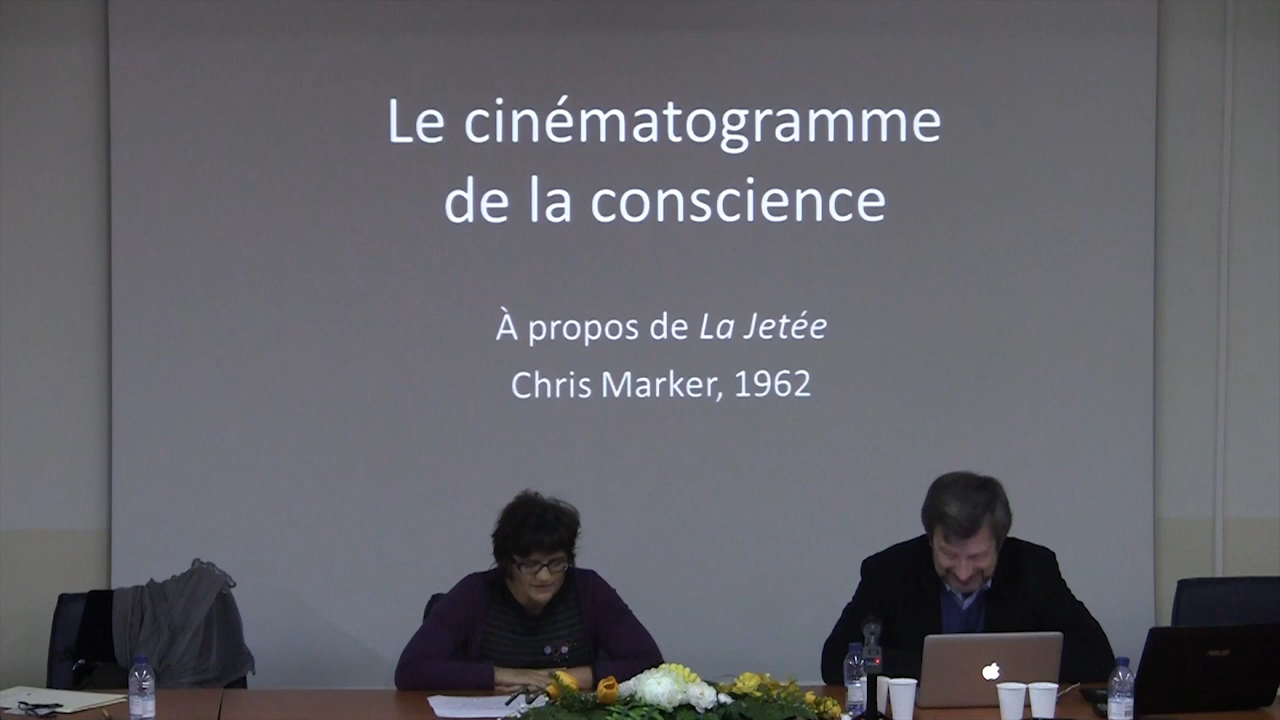 Le cinématogramme
de la conscience
À propos de La Jetée
Chris Marker, 1962